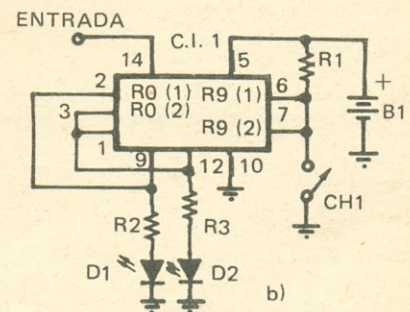 ENTRADA
C.I. 1
14
5
R1
2
R0 (1) R9 (1)
6
+
3
R0 (2)
7
B1
R9 (2)
1
9
12
10
CH1
R2
R3
D1
D2
b)